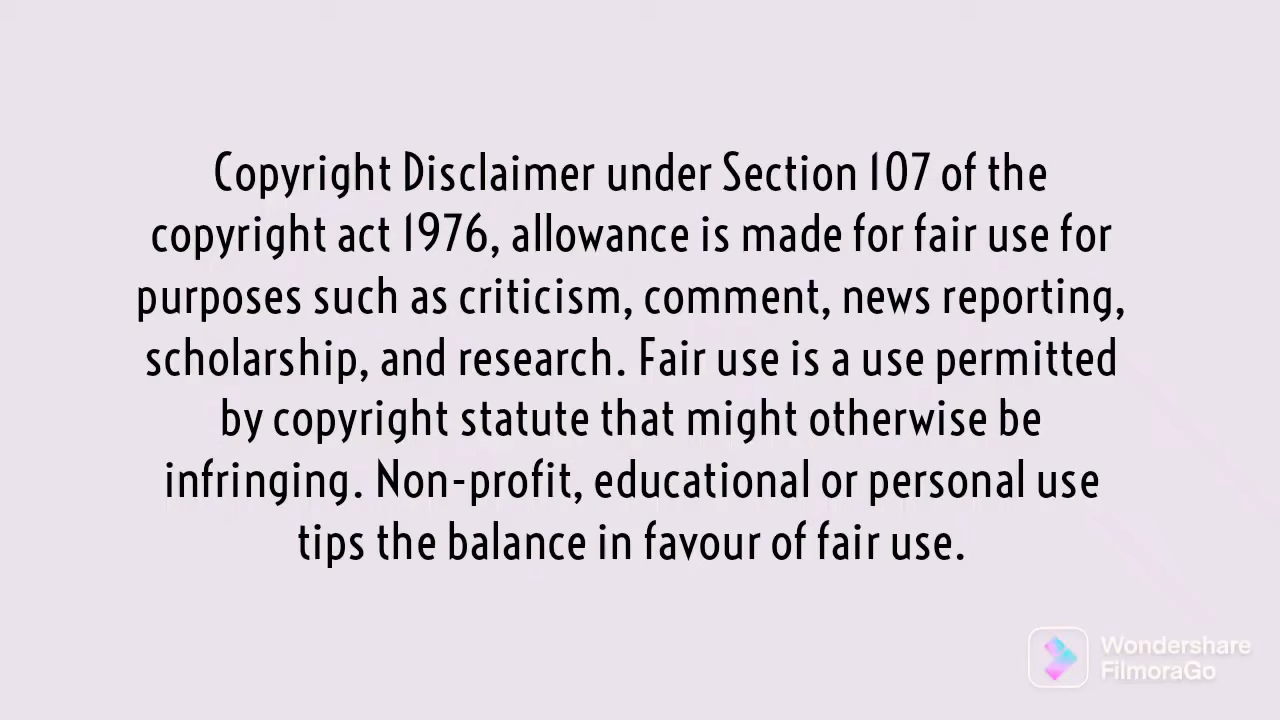 Copyright Disclaimer under Section 107 of the
copyright act 1976, allowance is made for fair use for
purposes such as criticism, comment, news reporting,
scholarship, and research. Fair use is a use permitted
by copyright statute that might otherwise be
infringing. Non-profit, educational or personal use
tips the balance in favour of fair use.
Wondershare
FilmoraGo